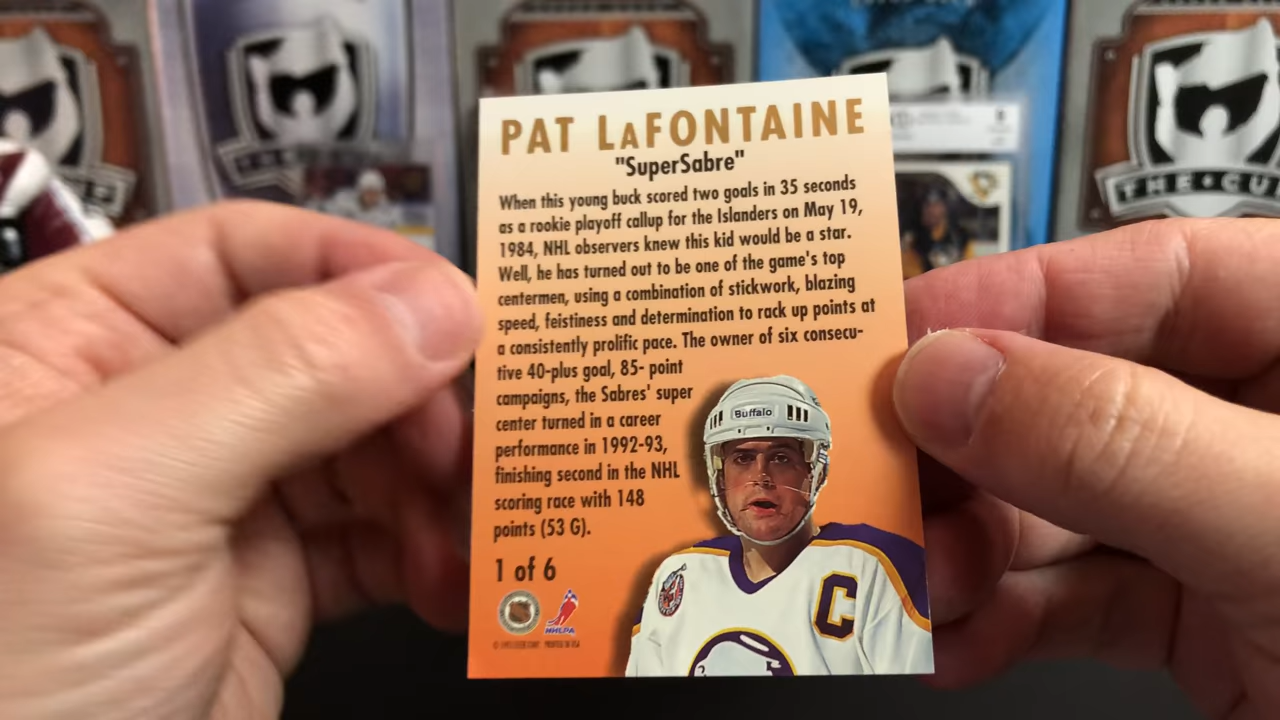 PAT LAFONTAINE
"SuperSabre"
When this young buck scored two goals in 35 seconds
as a rookie playoff callup for the Islanders on May 19,
1984, NHL observers knew this kid would be a star.
Well, he has turned out to be one of the game's top
centermen, using a combination of stickwork, blazing
speed, feistiness and determination to rack up points at
a consistently prolific pace. The owner of six consecu-
tive 40-plus goal, 85- point
campaigns, the Sabres' super
center turned in a career
performance in 1992-93,
finishing second in the NHL
scoring race with 148
points (53 G).
1 of 6
NHLPA
PRINTED IN USA
Buffalo
C
THE CU